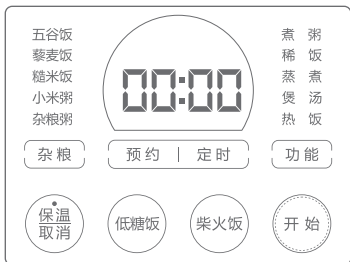 五谷饭
藜麦饭
糙米饭
小米粥
杂粮粥
00:00
煮粥
稀饭
蒸煮
煲汤
热饭
杂粮
预约 | 定时
功能
保温
取消
低糖饭
柴火饭
开始